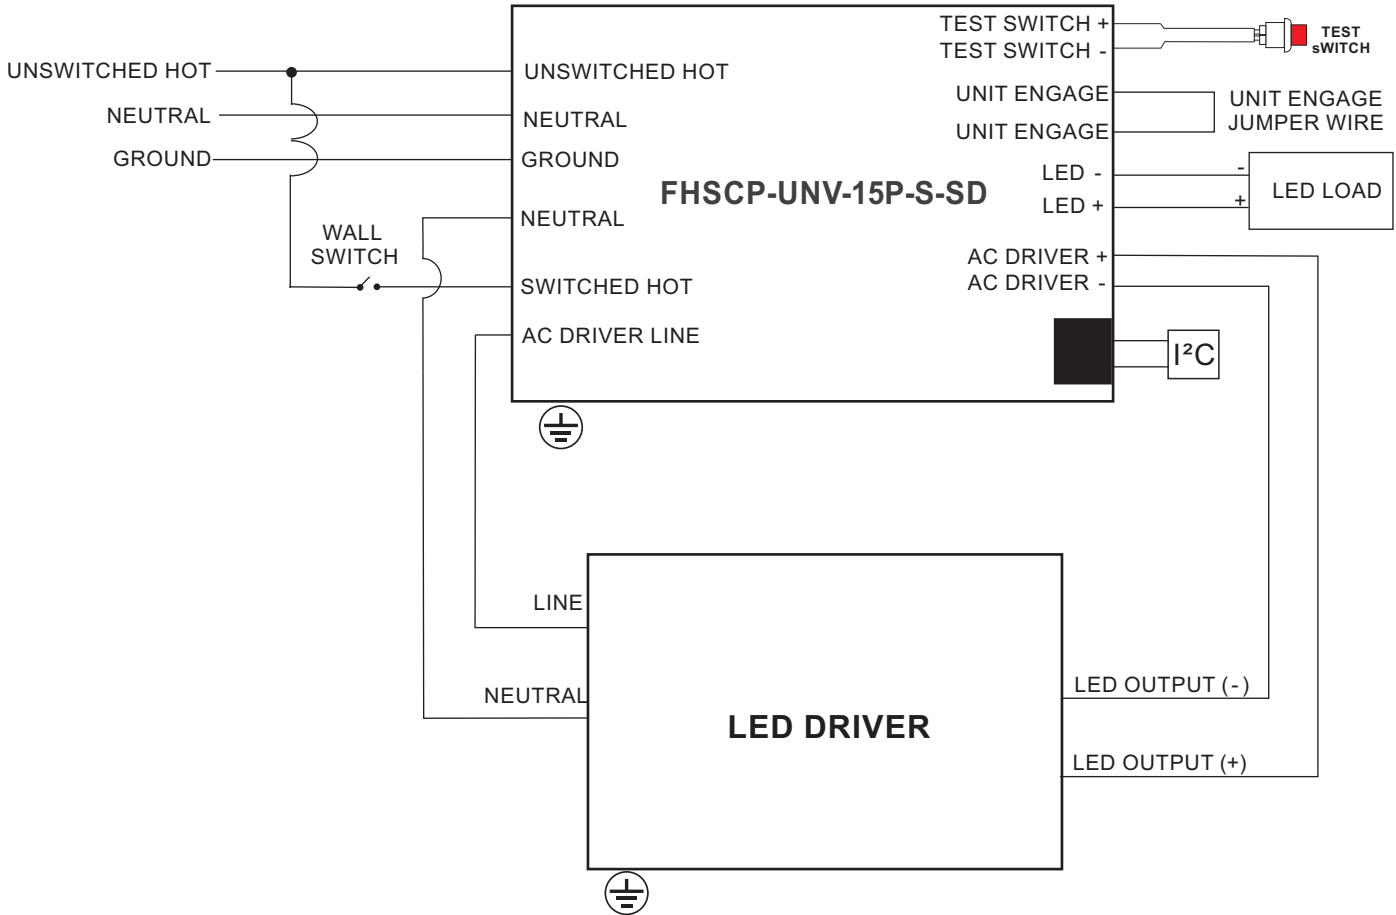 TEST SWITCH +
TEST SWITCH -
TEST
sWITCH
UNSWITCHED HOT
UNSWITCHED HOT
UNIT ENGAGE
UNIT ENGAGE
JUMPER WIRE
NEUTRAL
NEUTRAL
UNIT ENGAGE
GROUND
GROUND
LED -
-
LED LOAD
FHSCP-UNV-15P-S-SD
LED +
+
NEUTRAL
WALL
SWITCH
AC DRIVER +
AC DRIVER -
SWITCHED HOT
AC DRIVER LINE
I²C
LINE
NEUTRAL
LED OUTPUT (-)
LED DRIVER
LED OUTPUT (+)